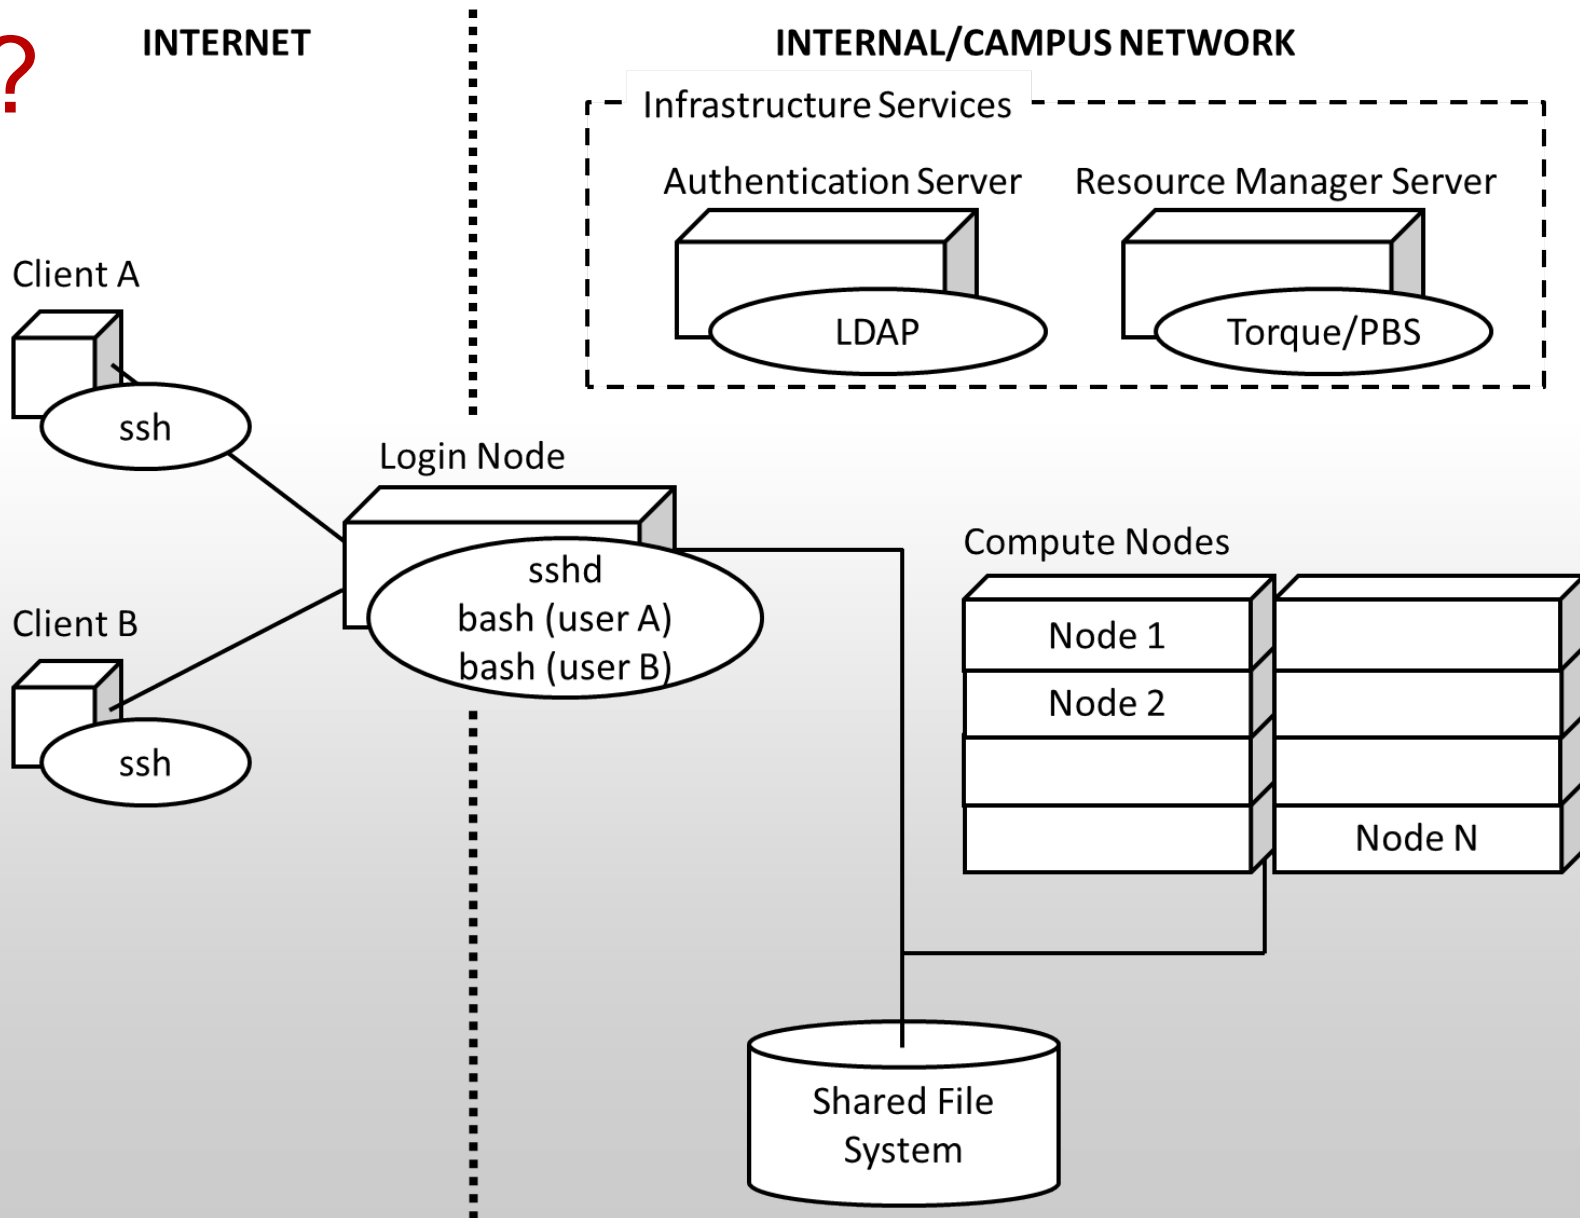 ?
INTERNET
INTERNAL/CAMPUS NETWORK
Infrastructure Services
Authentication Server
Resource Manager Server
LDAP
Torque/PBS
Client A
ssh
Login Node
sshd
bash (user A)
bash (user B)
Client B
ssh
Compute Nodes
Node 1
Node 2
Node N
Shared File
System